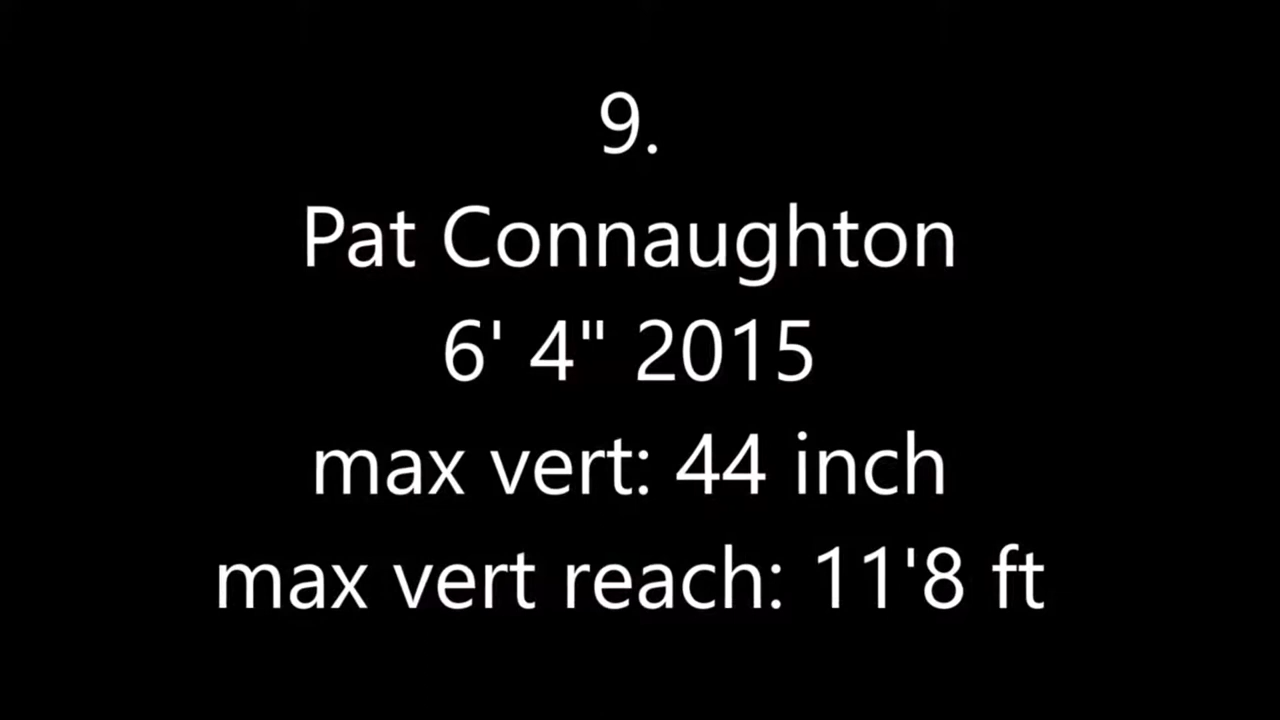 9.
Pat Connaughton
6' 4" 2015
max vert: 44 inch
max vert reach: 11'8 ft